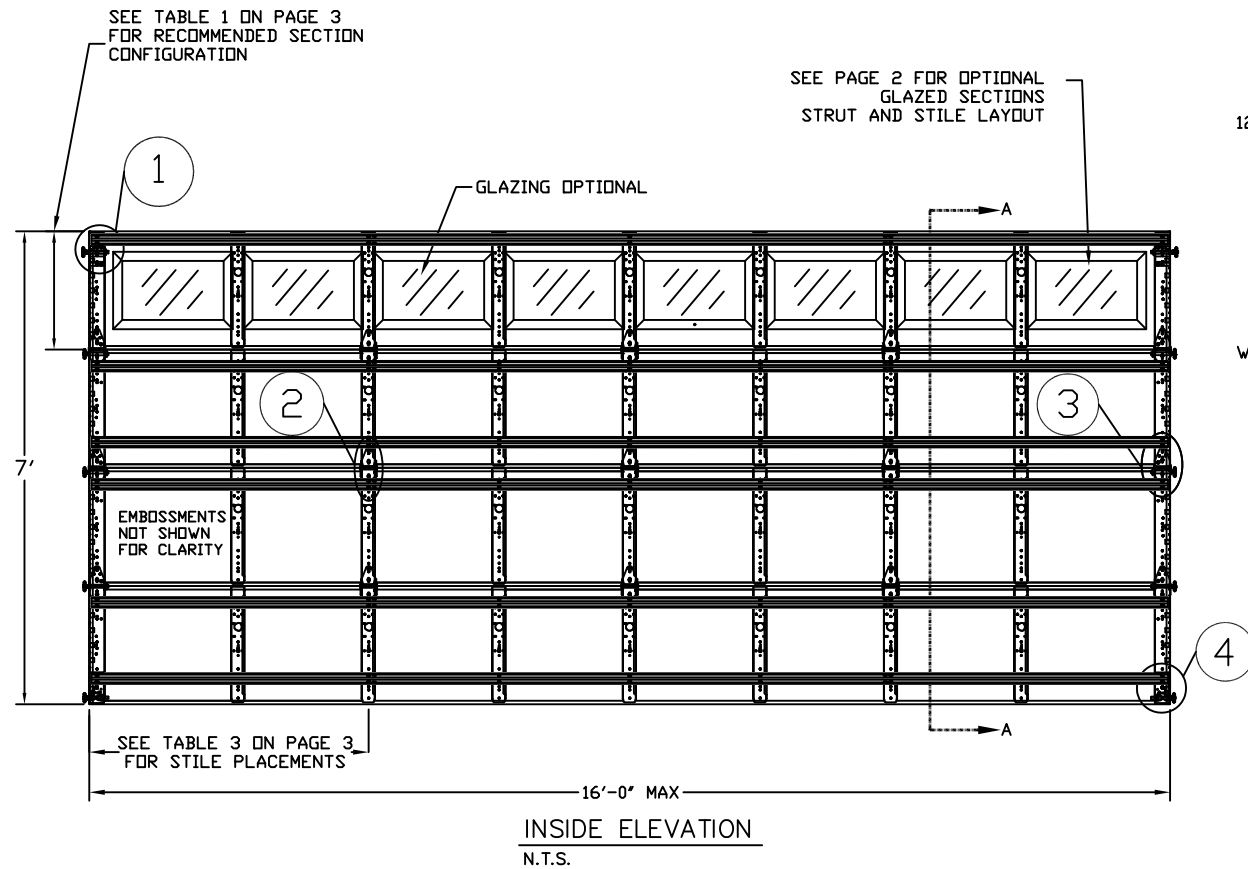 SEE TABLE 1 ON PAGE 3
FOR RECOMMENDED SECTION
CONFIGURATION
SEE PAGE 2 FOR OPTIONAL
GLAZED SECTIONS
STRUT AND STILE LAYOUT
12
1
GLAZING OPTIONAL
A
W
2
3
7'
EMBOSSMENTS
NOT SHOWN
FOR CLARITY
4
A
SEE TABLE 3 ON PAGE 3
FOR STILE PLACEMENTS
16'-0" MAX
INSIDE ELEVATION
N.T.S.